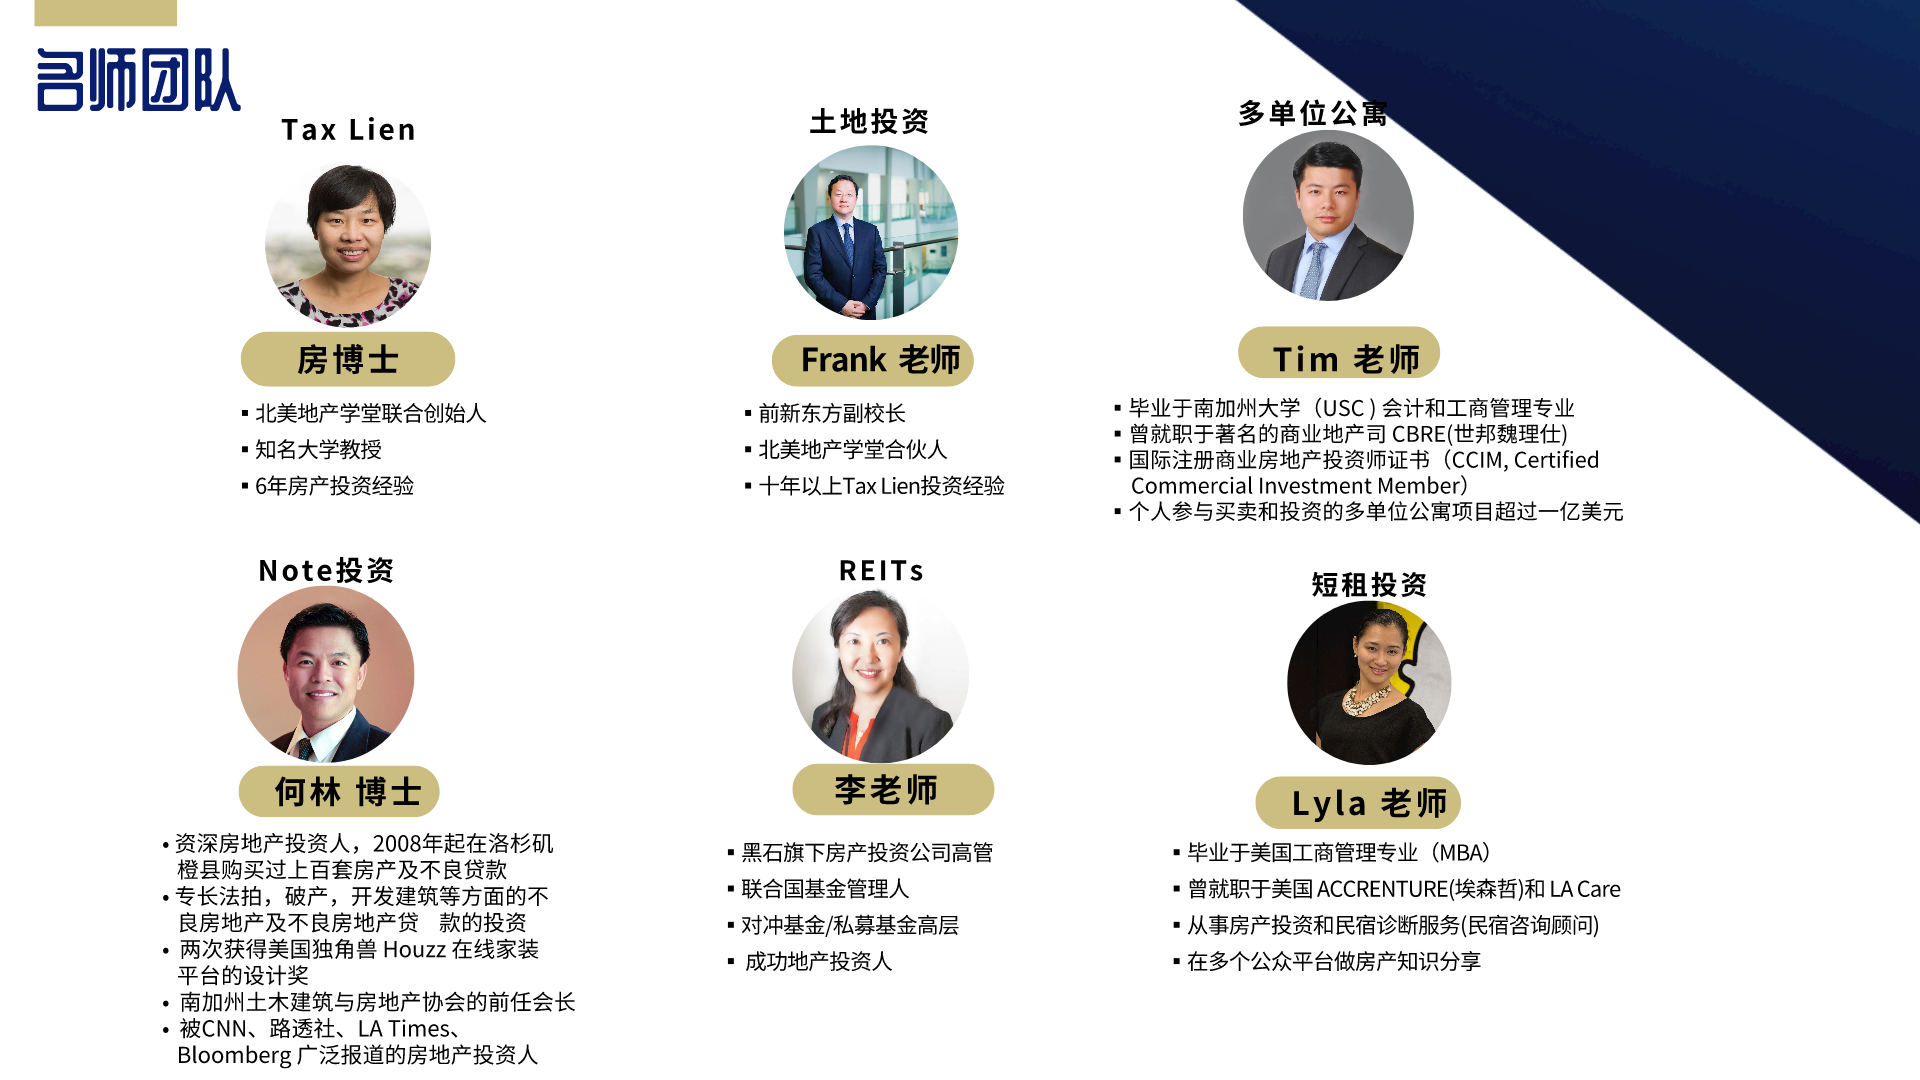 名师团队
Tax Lien
房博士
▪ 北美地产学堂联合创始人
▪ 知名大学教授
▪ 6年房产投资经验
土地投资
Frank 老师
▪ 前新东方副校长
▪ 北美地产学堂合伙人
▪ 十年以上Tax Lien投资经验
多单位公寓
Tim 老师
▪ 毕业于南加州大学（USC ) 会计和工商管理专业
▪ 曾就职于著名的商业地产司 CBRE(世邦魏理仕)
▪ 国际注册商业房地产投资师证书（CCIM, Certified
Commercial Investment Member）
▪ 个人参与买卖和投资的多单位公寓项目超过一亿美元
Note投资
何林 博士
• 资深房地产投资人，2008年起在洛杉矶
橙县购买过上百套房产及不良贷款
• 专长法拍，破产，开发建筑等方面的不
良房地产及不良房地产贷　款的投资
• 两次获得美国独角兽 Houzz 在线家装
平台的设计奖
• 南加州土木建筑与房地产协会的前任会长
• 被CNN、路透社、LA Times、
Bloomberg 广泛报道的房地产投资人
REITs
李老师
▪ 黑石旗下房产投资公司高管
▪ 联合国基金管理人
▪ 对冲基金/私募基金高层
▪ 成功地产投资人
短租投资
Lyla 老师
▪ 毕业于美国工商管理专业（MBA）
▪ 曾就职于美国 ACCRENTURE(埃森哲)和 LA Care
▪ 从事房产投资和民宿诊断服务(民宿咨询顾问)
▪ 在多个公众平台做房产知识分享